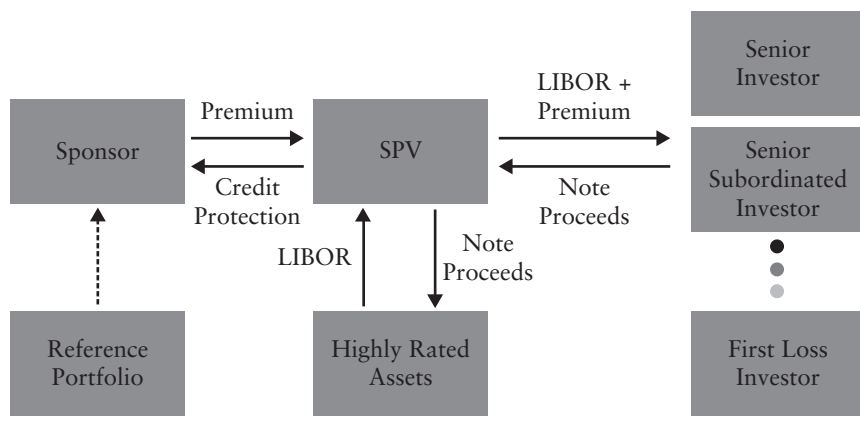 Senior
Investor
LIBOR +
Premium
Premium
Sponsor
SPV
Senior
Subordinated
Investor
Credit
Protection
Note
Proceeds
LIBOR
Note
Proceeds
Reference
Portfolio
Highly Rated
Assets
First Loss
Investor